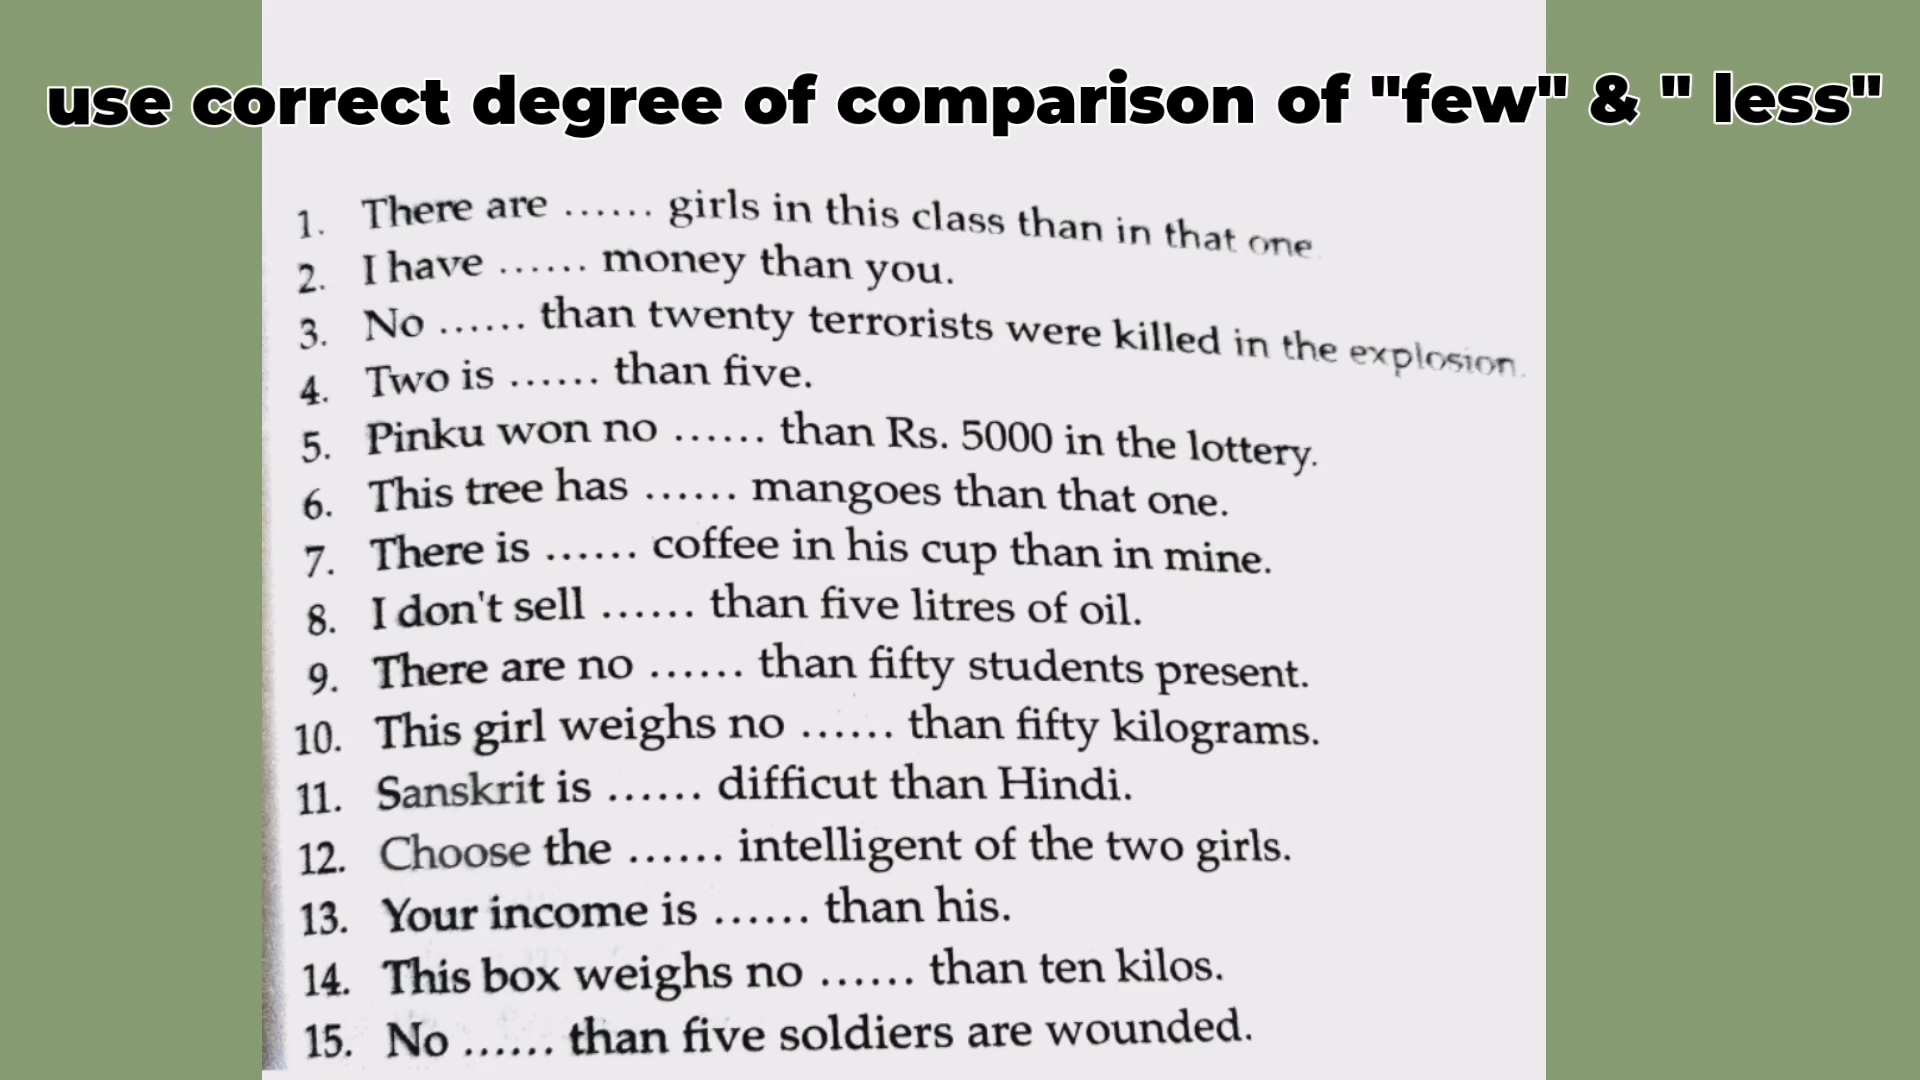 use correct degree of comparison of "few" & " less"
1. There are ...... girls in this class than in that one.
2. I have ...... money than you.
3. No ...... than twenty terrorists were killed in the explosion.
4. Two is ...... than five.
5. Pinku won no ...... than Rs. 5000 in the lottery.
6. This tree has ...... mangoes than that one.
7. There is ...... coffee in his cup than in mine.
8. I don't sell ...... than five litres of oil.
9. There are no ...... than fifty students present.
10. This girl weighs no ...... than fifty kilograms.
11. Sanskrit is ...... difficut than Hindi.
12. Choose the ...... intelligent of the two girls.
13. Your income is ...... than his.
14. This box weighs no ...... than ten kilos.
15. No ...... than five soldiers are wounded.